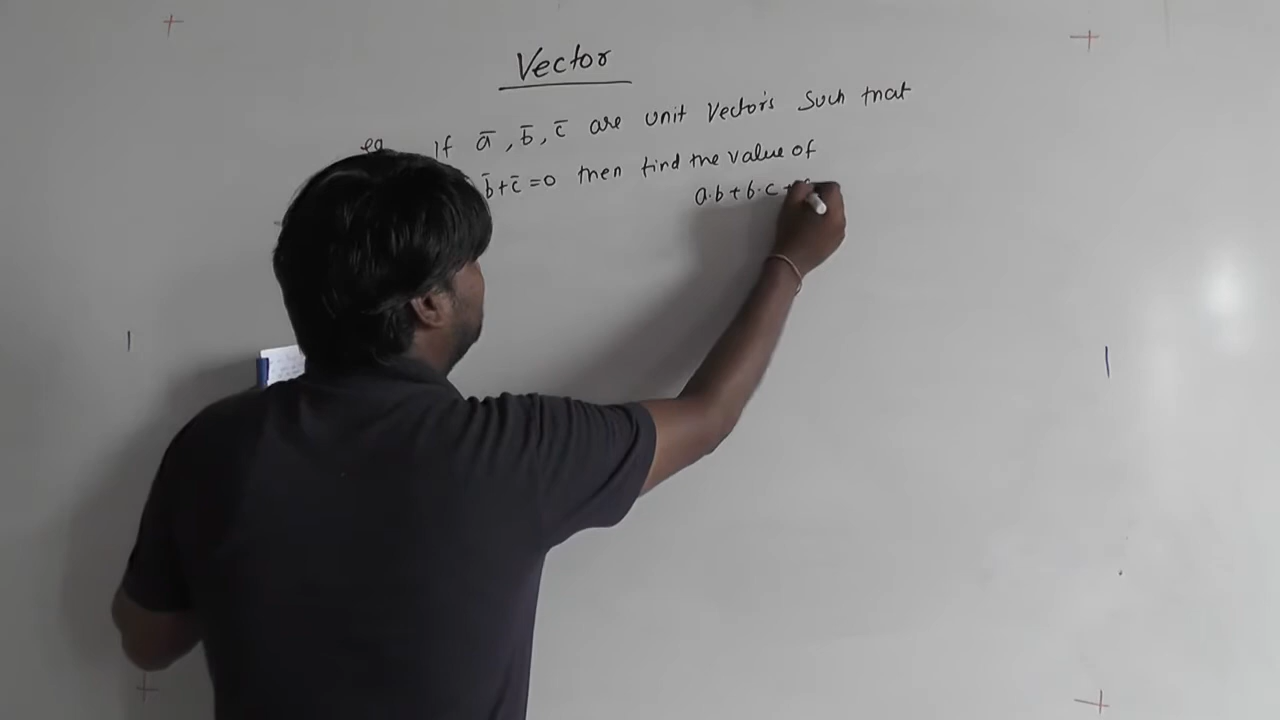 Vector
eg If a̅, b̅, c̅ are unit vectors such that
b̅+c̅=0 then find the value of
a·b+b·c+